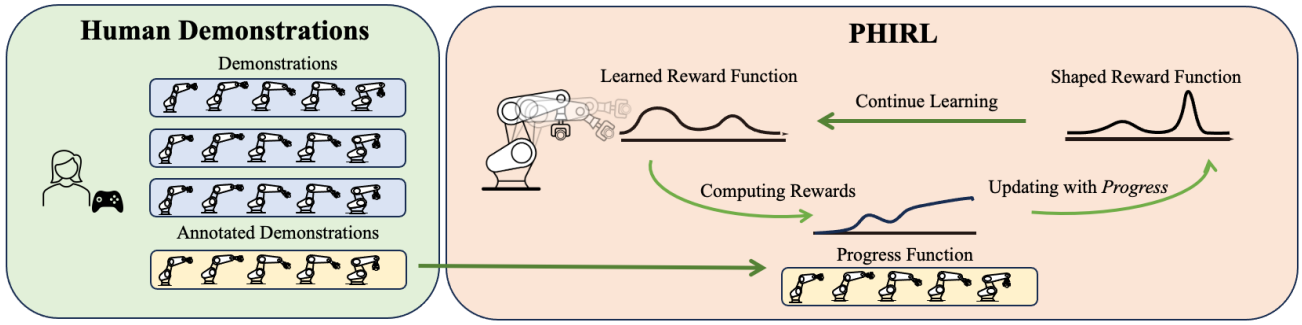 Human Demonstrations
Demonstrations
Annotated Demonstrations
PHIRL
Learned Reward Function
Shaped Reward Function
Continue Learning
Computing Rewards
Updating with Progress
Progress Function